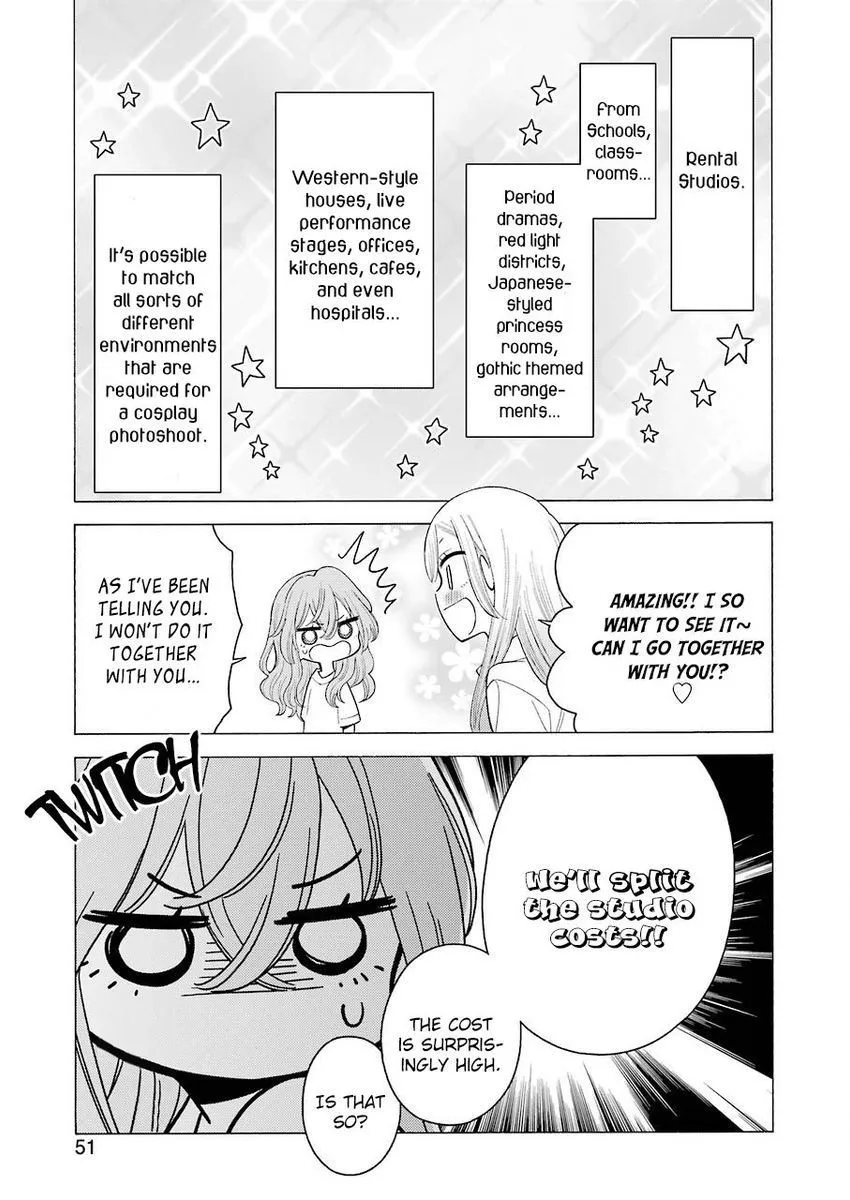 Rental
Studios.
From
Schools,
class-
rooms...
Period
dramas,
red light
districts,
Japanese-
styled
princess
rooms,
gothic themed
arrange-
ments...
Western-style
houses, live
performance
stages, offices,
kitchens, cafes,
and even
hospitals...
It's possible
to match
all sorts of
different
environments
that are
required for
a cosplay
photoshoot.
AMAZING!! I SO
WANT TO SEE IT~
CAN I GO TOGETHER
WITH YOU!?
♡
AS I'VE BEEN
TELLING YOU.
I WON'T DO IT
TOGETHER
WITH YOU...
TWITCH
We'll split
the studio
costs!!
THE COST
IS SURPRIS-
INGLY HIGH.
IS THAT
SO?
51